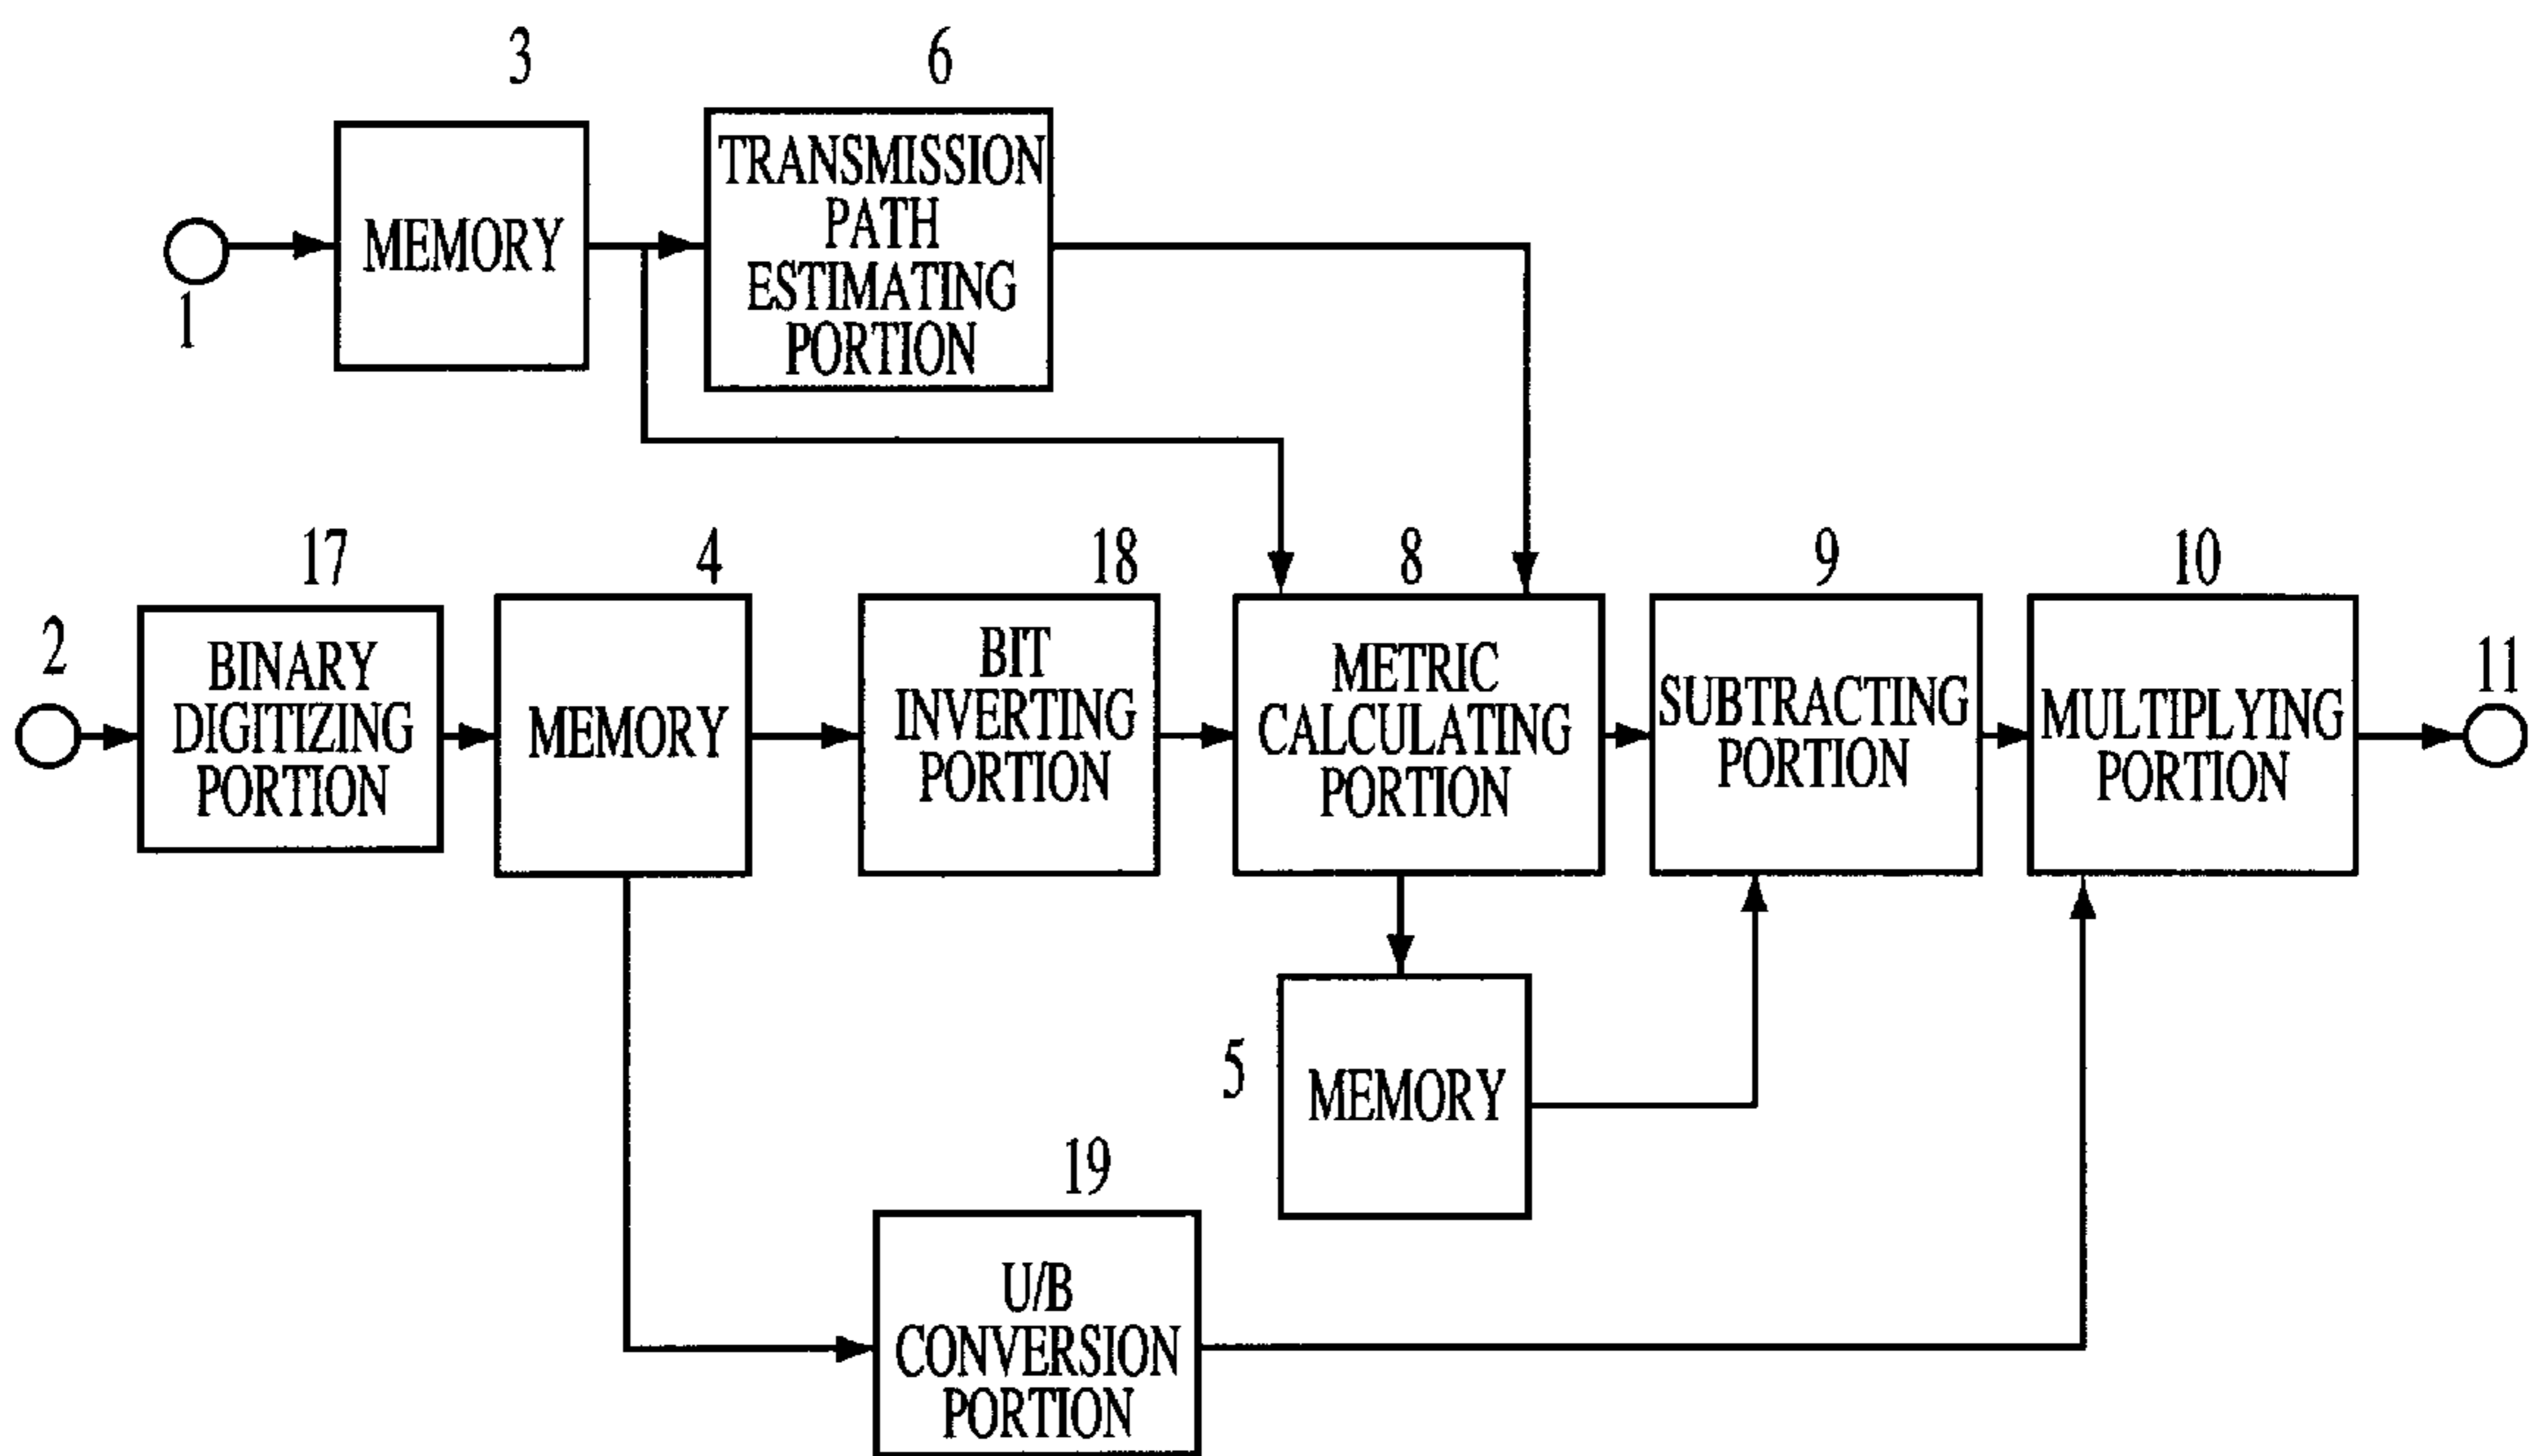 3
6
MEMORY
TRANSMISSION
PATH
ESTIMATING
PORTION
1
17
4
18
8
9
10
2
11
BINARY
DIGITIZING
PORTION
MEMORY
BIT
INVERTING
PORTION
METRIC
CALCULATING
PORTION
SUBTRACTING
PORTION
MULTIPLYING
PORTION
5
MEMORY
19
U/B
CONVERSION
PORTION